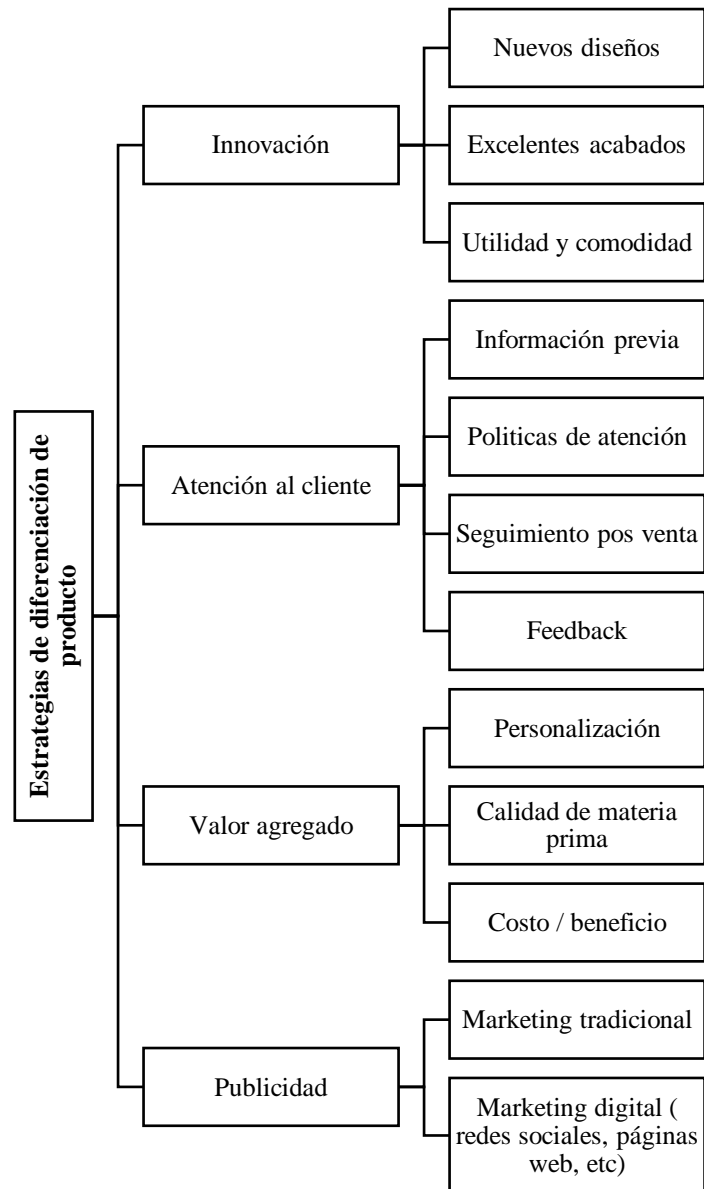 Estrategias de diferenciación de
producto
Innovación
Nuevos diseños
Excelentes acabados
Utilidad y comodidad
Atención al cliente
Información previa
Politicas de atención
Seguimiento pos venta
Feedback
Valor agregado
Personalización
Calidad de materia
prima
Costo / beneficio
Publicidad
Marketing tradicional
Marketing digital (
redes sociales, páginas
web, etc)